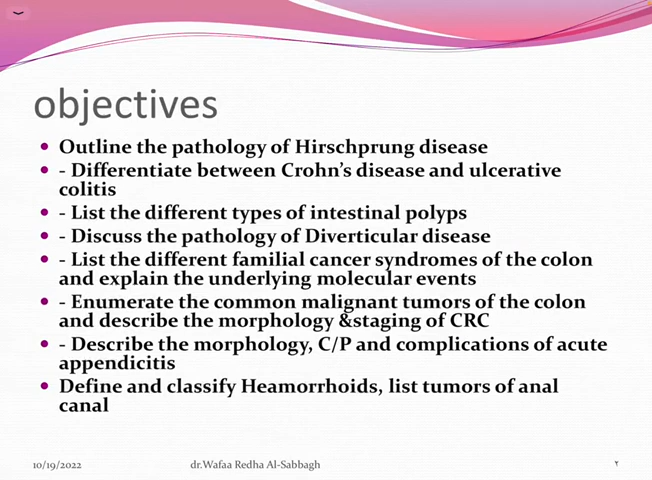 objectives
Outline the pathology of Hirschprung disease
- Differentiate between Crohn's disease and ulcerative
colitis
- List the different types of intestinal polyps
- Discuss the pathology of Diverticular disease
- List the different familial cancer syndromes of the colon
and explain the underlying molecular events
- Enumerate the common malignant tumors of the colon
and describe the morphology &staging of CRC
- Describe the morphology, C/P and complications of acute
appendicitis
Define and classify Heamorrhoids, list tumors of anal
canal
10/19/2022 dr.Wafaa Redha Al-Sabbagh ٢